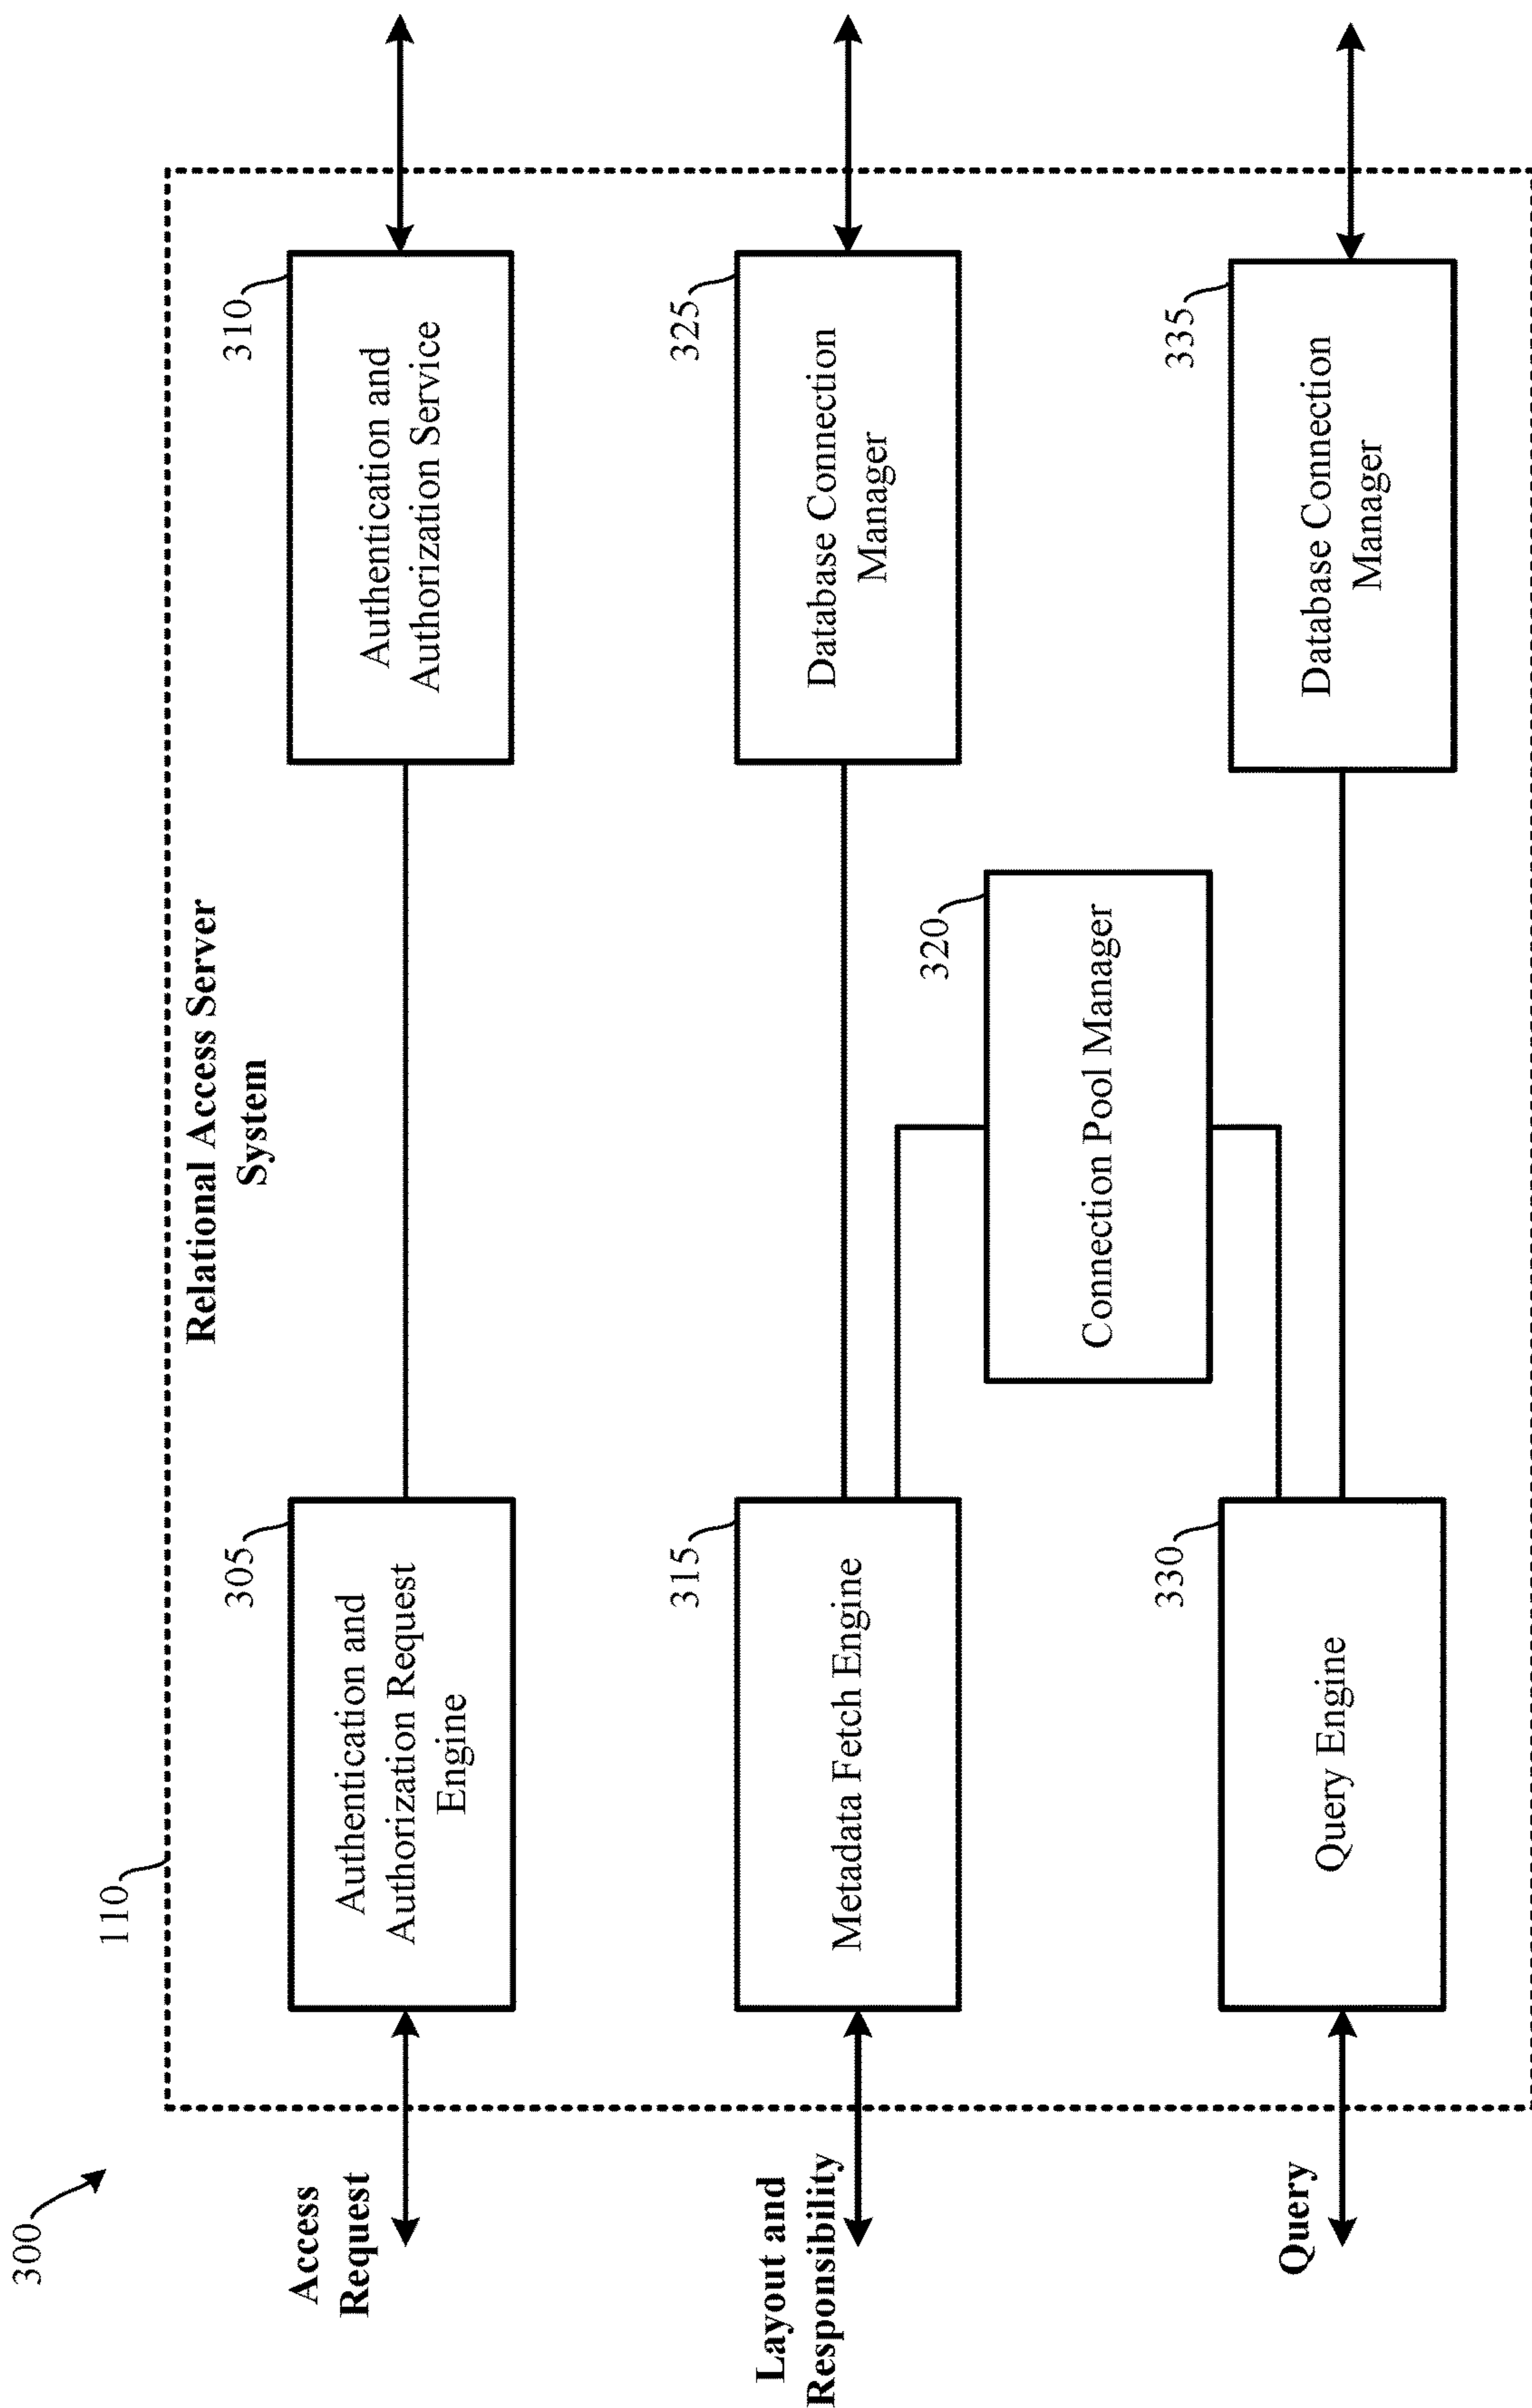 300
110
Relational Access Server
System
Access
Request
305
Authentication and
Authorization Request
Engine
310
Authentication and
Authorization Service
Layout and
Responsibility
315
Metadata Fetch Engine
325
Database Connection
Manager
320
Connection Pool Manager
Query
330
Query Engine
335
Database Connection
Manager